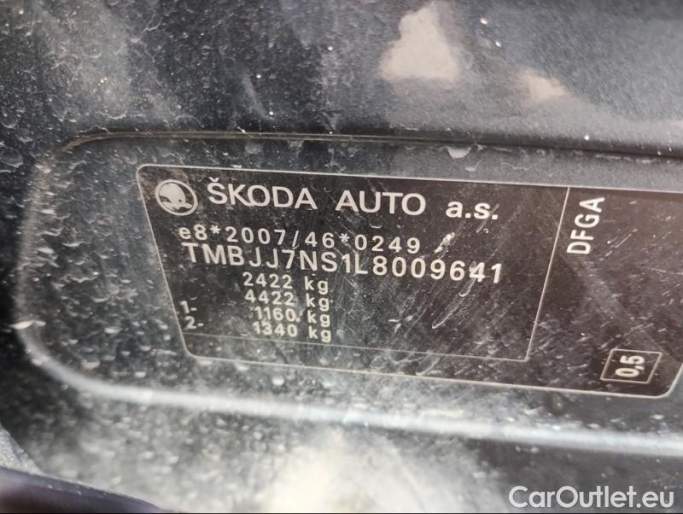 ŠKODA AUTO a.s.
e8*2007/46*0249
TMBJJ7NS1L8009641
2422 kg
4422 kg
1- 1160 kg
2- 1340 kg
DFGA
0,5
CarOutlet.eu